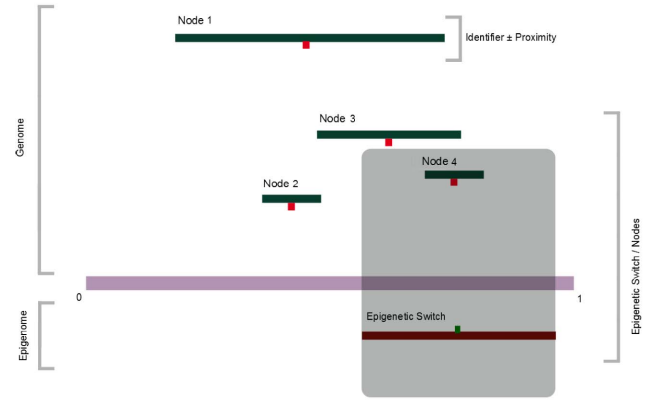 Node 1
Identifier ± Proximity
Genome
Node 3
Node 4
Node 2
0
1
Epigenetic Switch / Nodes
Epigenome
Epigenetic Switch